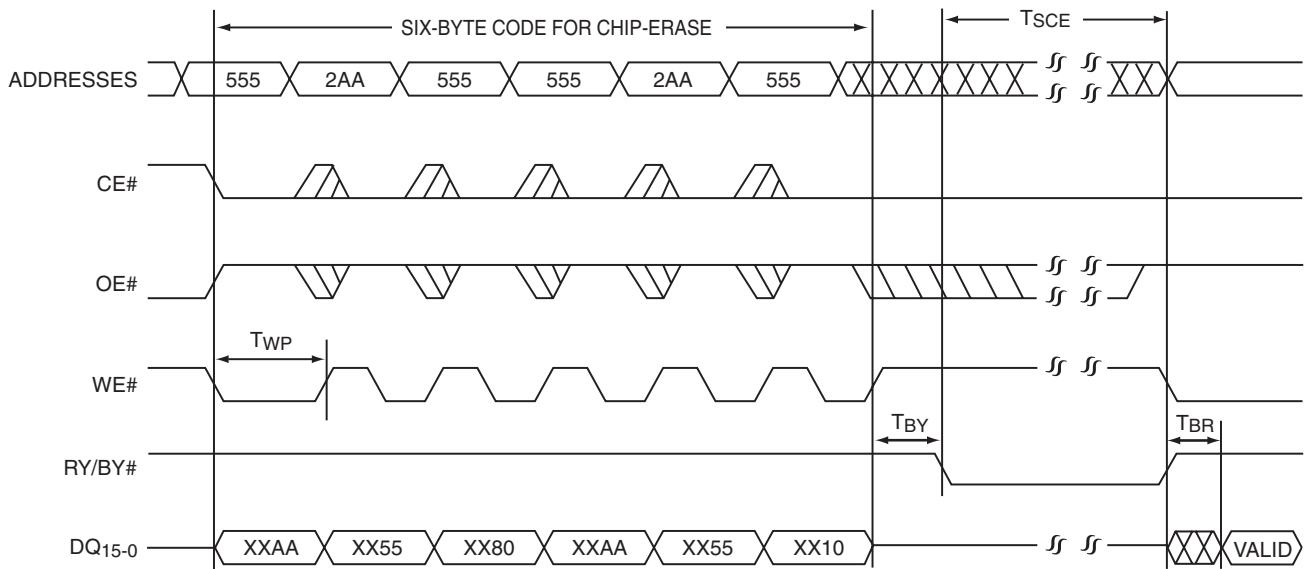 SIX-BYTE CODE FOR CHIP-ERASE
TSCE
ADDRESSES 555 2AA 555 555 2AA 555
CE#
OE#
TWP
WE#
TBY TBR
RY/BY#
DQ15-0 XXAA XX55 XX80 XXAA XX55 XX10 VALID